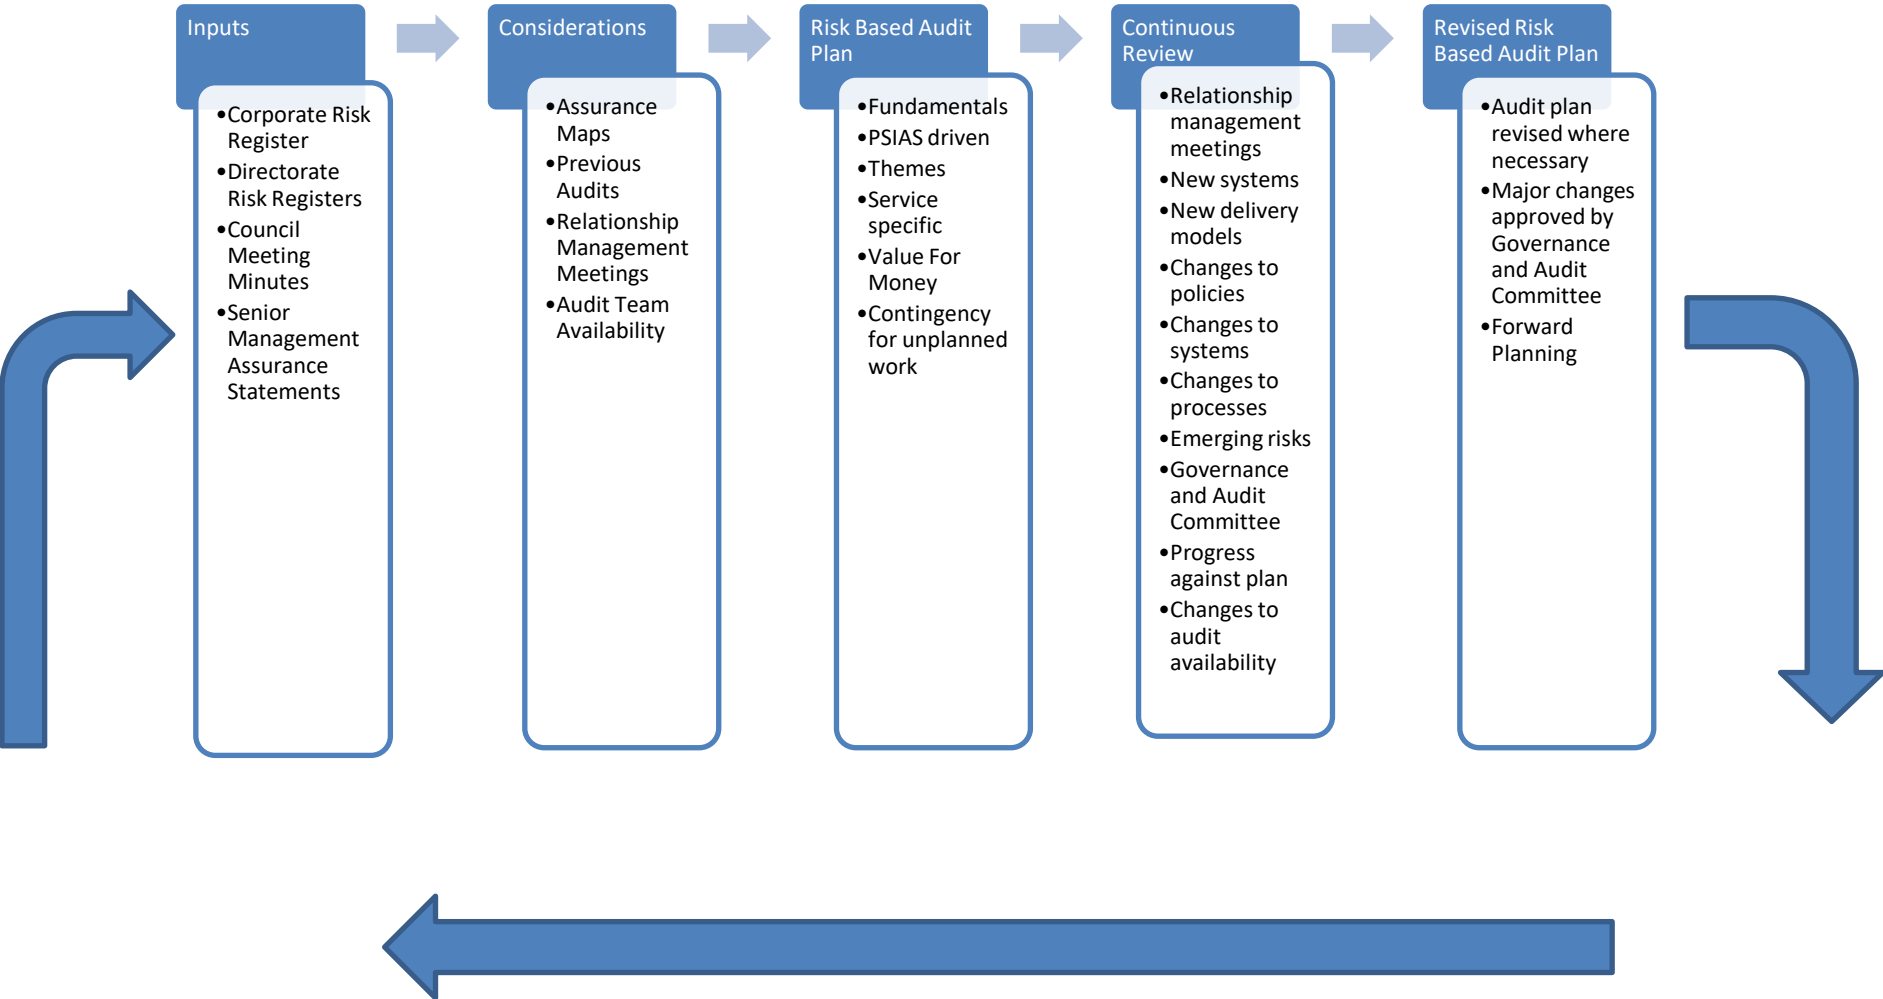 Inputs
•Corporate Risk
Register
•Directorate
Risk Registers
•Council
Meeting
Minutes
•Senior
Management
Assurance
Statements
Considerations
•Assurance
Maps
•Previous
Audits
•Relationship
Management
Meetings
•Audit Team
Availability
Risk Based Audit
Plan
•Fundamentals
•PSIAS driven
•Themes
•Service
specific
•Value For
Money
•Contingency
for unplanned
work
Continuous
Review
•Relationship
management
meetings
•New systems
•New delivery
models
•Changes to
policies
•Changes to
systems
•Changes to
processes
•Emerging risks
•Governance
and Audit
Committee
•Progress
against plan
•Changes to
audit
availability
Revised Risk
Based Audit Plan
•Audit plan
revised where
necessary
•Major changes
approved by
Governance
and Audit
Committee
•Forward
Planning